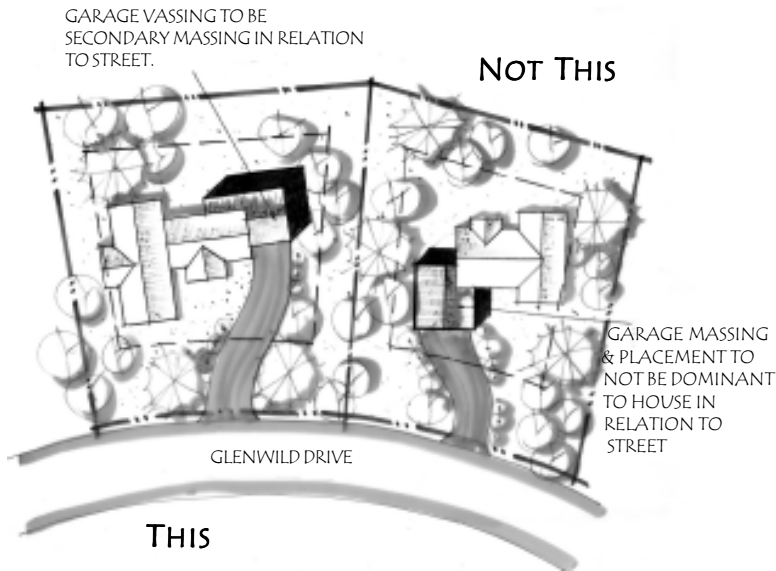 GARAGE VASSING TO BE
SECONDARY MASSING IN RELATION
TO STREET.
NOT THIS
GARAGE MASSING
& PLACEMENT TO
NOT BE DOMINANT
TO HOUSE IN
RELATION TO
STREET
GLENWILD DRIVE
THIS